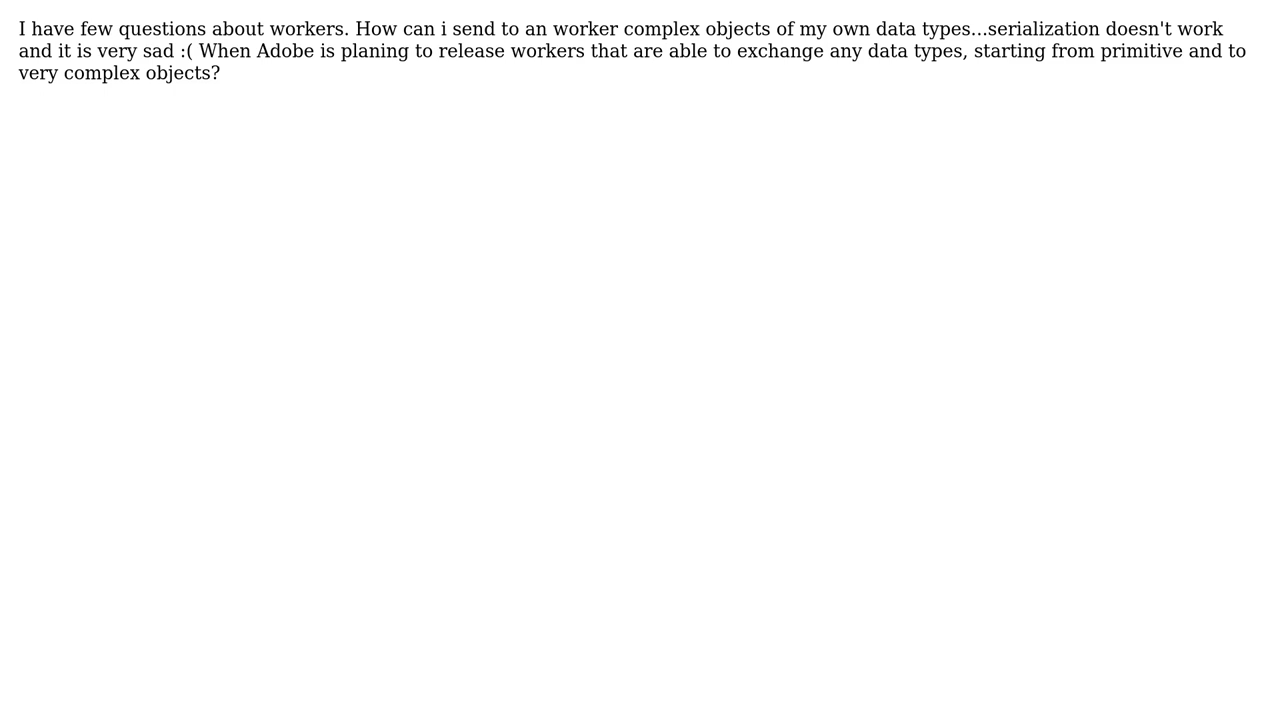 I have few questions about workers. How can i send to an worker complex objects of my own data types...serialization doesn't work
and it is very sad :( When Adobe is planing to release workers that are able to exchange any data types, starting from primitive and to
very complex objects?